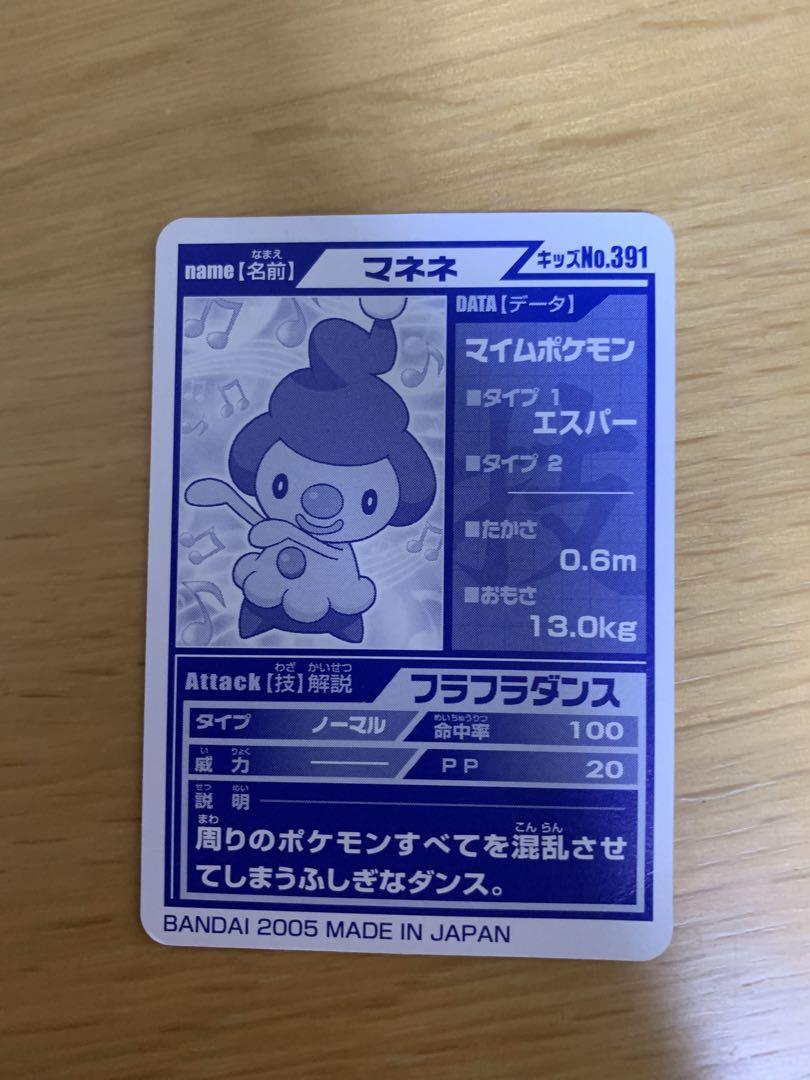 name【名前】 マネネ キッズNo.391
なまえ
DATA【データ】
マイムポケモン
■タイプ 1
エスパー
■タイプ 2
■たかさ
0.6m
■おもさ
13.0kg
技
わざ かいせつ
Attack【技】解説 フラフラダンス
タイプ ノーマル
めいちゅうりつ
命中率 100
い りょく
威力 ―――
PP 20
せつ めい
説明
まわ
こんらん
周りのポケモンすべてを混乱させ
てしまうふしぎなダンス。
BANDAI 2005 MADE IN JAPAN